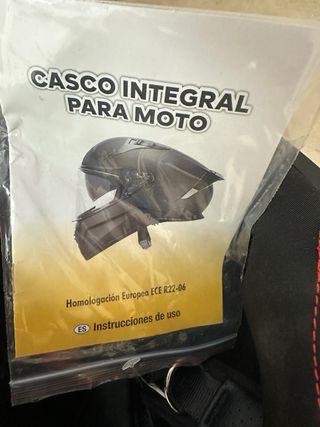 CASCO INTEGRAL
PARA MOTO
Homologación Europea ECE R22-06
ES Instrucciones de uso